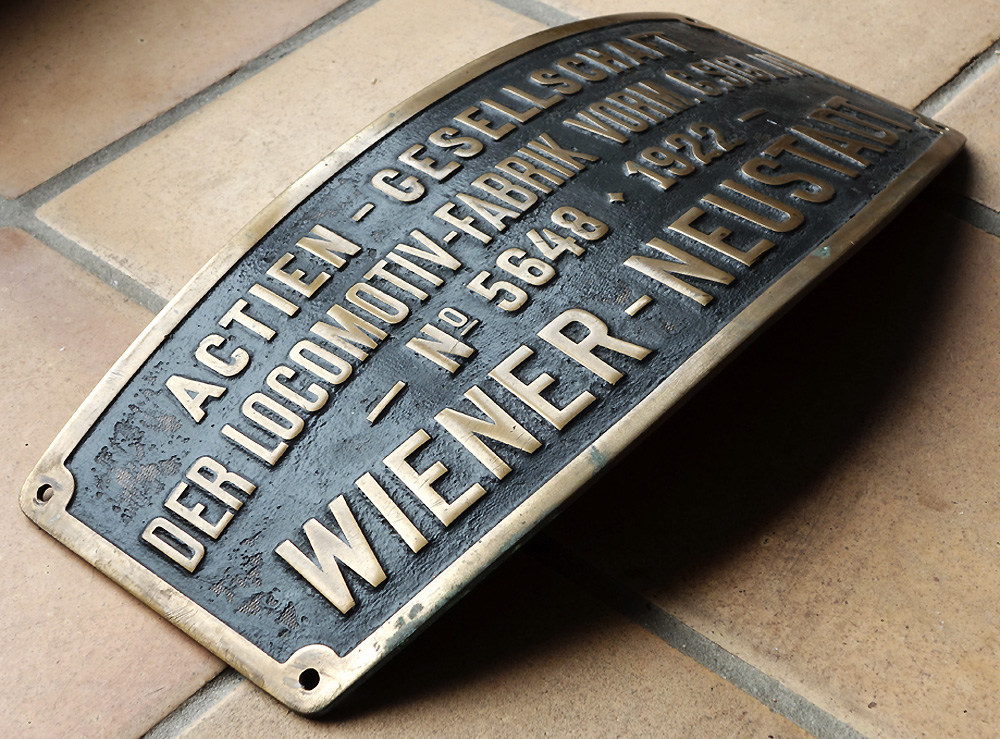 ACTIEN - GESELLSCHAFT
DER LOCOMOTIV-FABRIK VORM. G. SIGL IN
— No 5648 · 1922 —
WIENER-NEUSTADT